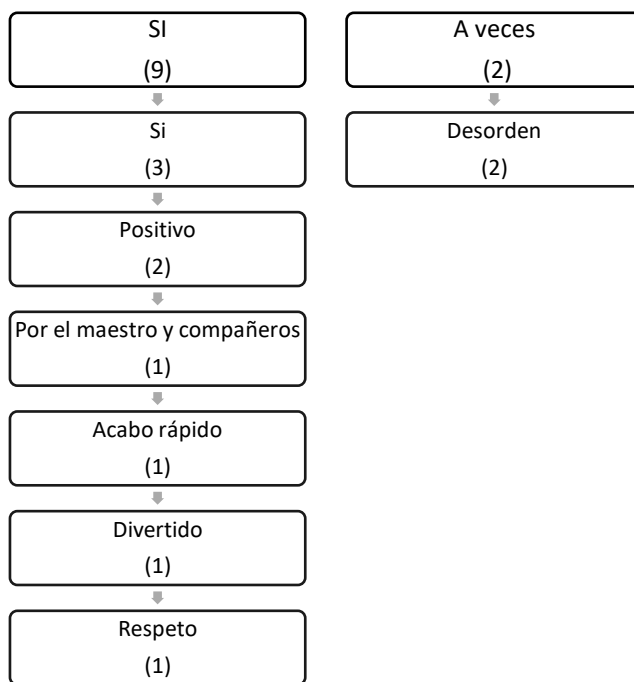 SI
(9)
Si
(3)
Positivo
(2)
Por el maestro y compañeros
(1)
Acabo rápido
(1)
Divertido
(1)
Respeto
(1)
A veces
(2)
Desorden
(2)